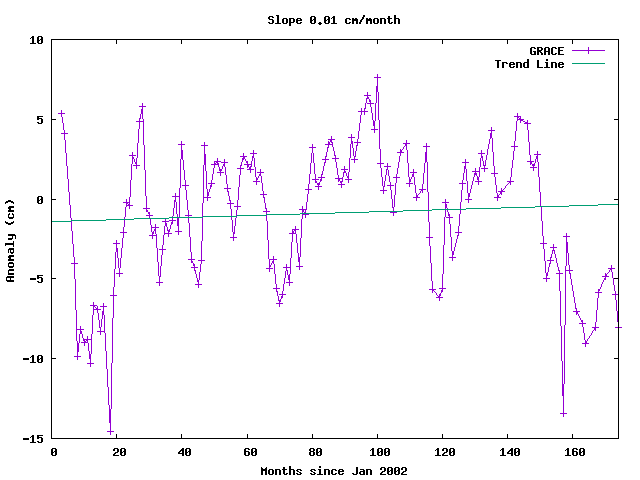 Slope 0.01 cm/month
GRACE
Trend Line
10
5
0
-5
-10
-15
Anomaly (cm)
0 20 40 60 80 100 120 140 160
Months since Jan 2002